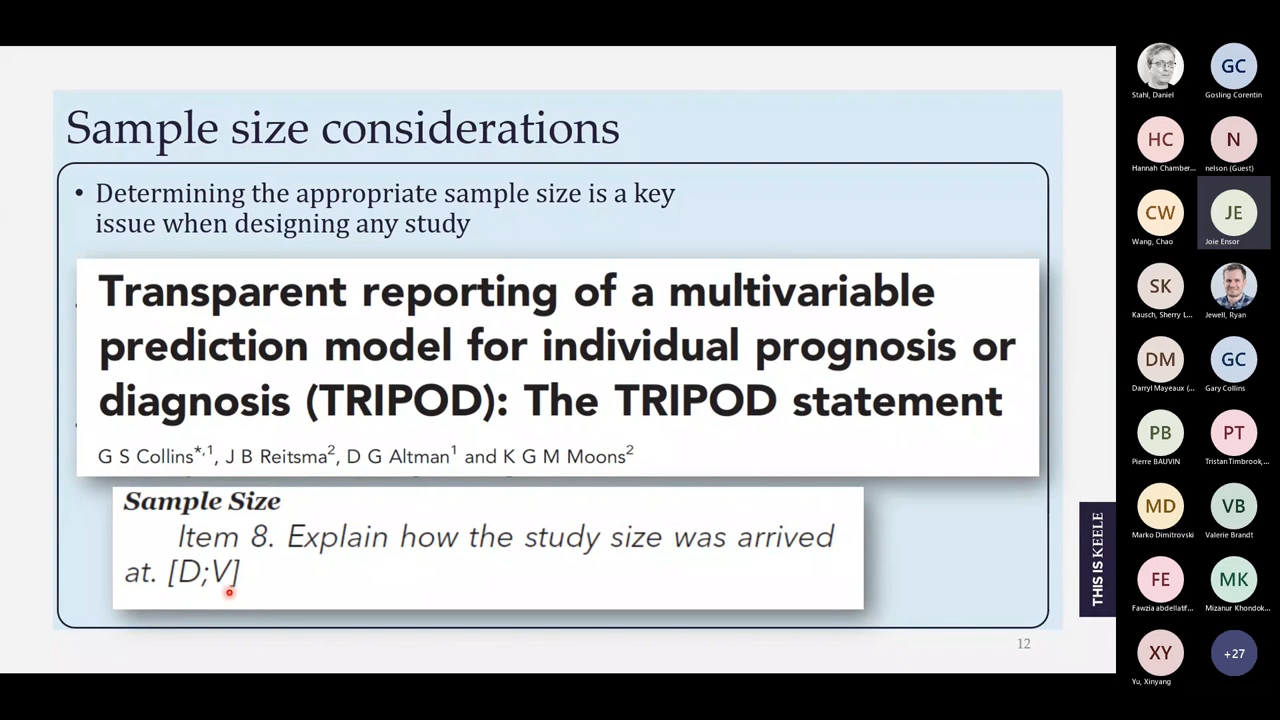 Sample size considerations
• Determining the appropriate sample size is a key
issue when designing any study
Transparent reporting of a multivariable
prediction model for individual prognosis or
diagnosis (TRIPOD): The TRIPOD statement
G S Collins*,1, J B Reitsma2, D G Altman1 and K G M Moons2
Sample Size
Item 8. Explain how the study size was arrived
at. [D;V]
12
THIS IS KEELE
Stahl, Daniel
GC
Gosling Corentin
HC
Hannah Chamber...
N
nelson (Guest)
CW
Wang, Chao
JE
Joie Ensor
SK
Kausch, Sherry L...
Jewell, Ryan
DM
Darryl Mayeaux (...
GC
Gary Collins
PB
Pierre BAUVIN
PT
Tristan Timbrook,...
MD
Marko Dimitrovski
VB
Valerie Brandt
FE
Fawzia abdellatif...
MK
Mizanur Khondok...
XY
Yu, Xinyang
+27